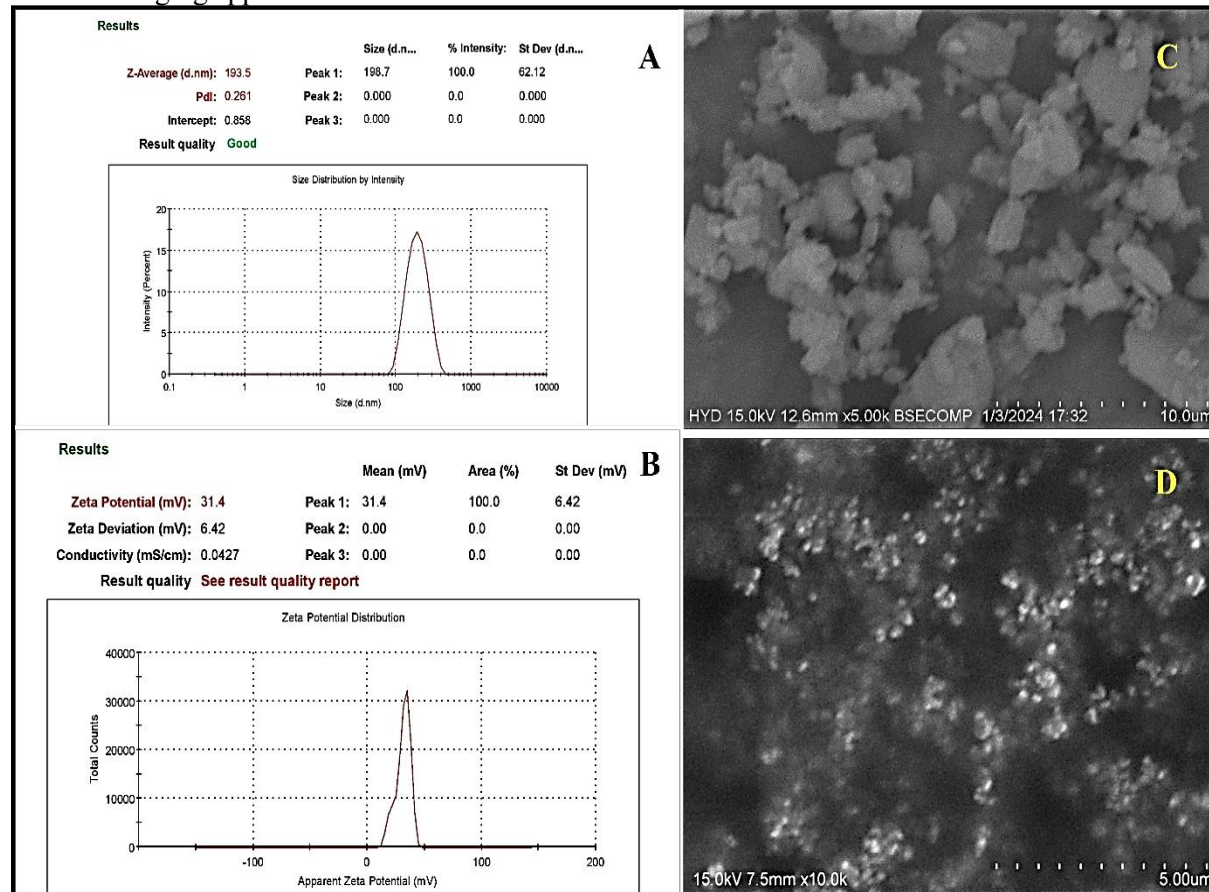 Results
A
Size (d.n... % Intensity: St Dev (d.n...
Z-Average (d.nm): 193.5 Peak 1: 198.7 100.0 62.12
PdI: 0.261 Peak 2: 0.000 0.0 0.000
Intercept: 0.858 Peak 3: 0.000 0.0 0.000
Result quality Good
Size Distribution by Intensity
Intensity (Percent)
20
15
10
5
0
0.1 1 10 100 1000 10000
Size (d.nm)
Results
B
Mean (mV) Area (%) St Dev (mV)
Zeta Potential (mV): 31.4 Peak 1: 31.4 100.0 6.42
Zeta Deviation (mV): 6.42 Peak 2: 0.00 0.0 0.00
Conductivity (mS/cm): 0.0427 Peak 3: 0.00 0.0 0.00
Result quality See result quality report
Zeta Potential Distribution
Total Counts
40000
30000
20000
10000
0
-100 0 100 200
Apparent Zeta Potential (mV)
C
HYD 15.0kV 12.6mm x5.00k BSECOMP 1/3/2024 17:32 10.0um
D
15.0kV 7.5mm x10.0k 5.00um